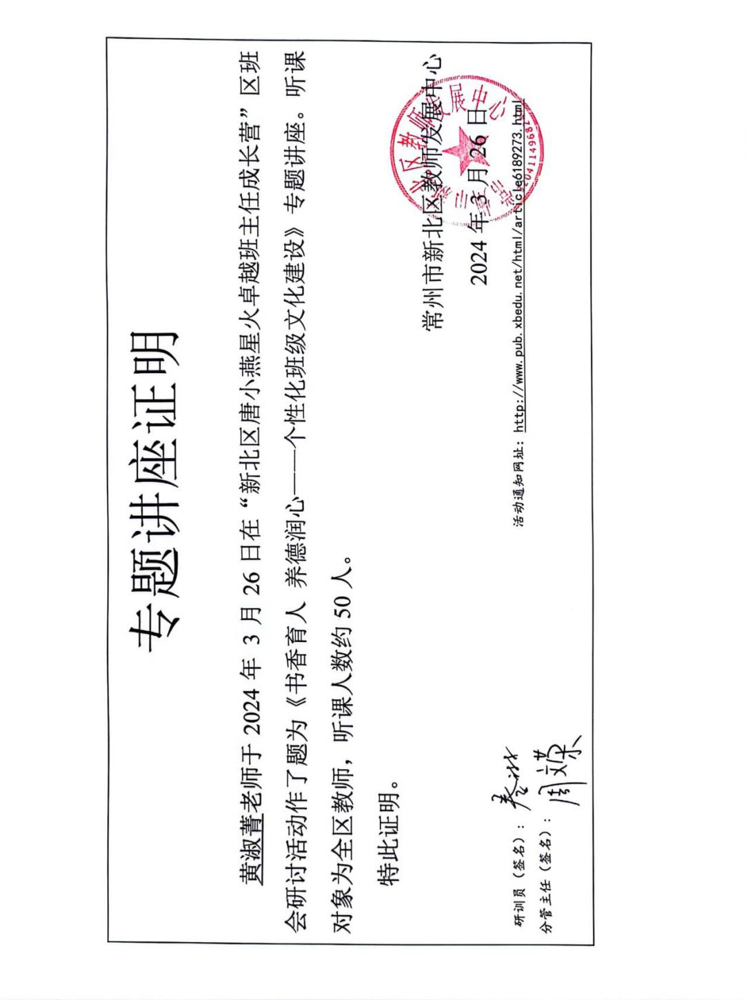 专题讲座证明
黄淑菁老师于 2024 年 3 月 26 日在“新北区唐小燕星火卓越班主任成长营”区班
会研讨活动作了题为《书香育人 养德润心——个性化班级文化建设》专题讲座。听课
对象为全区教师，听课人数约 50 人。
特此证明。
常州市新北区教师发展中心
2024 年 3 月 26 日
活动通知网址：http://www.pub.xbedu.net/html/article6189273.html
研训员（签名）：
分管主任（签名）：